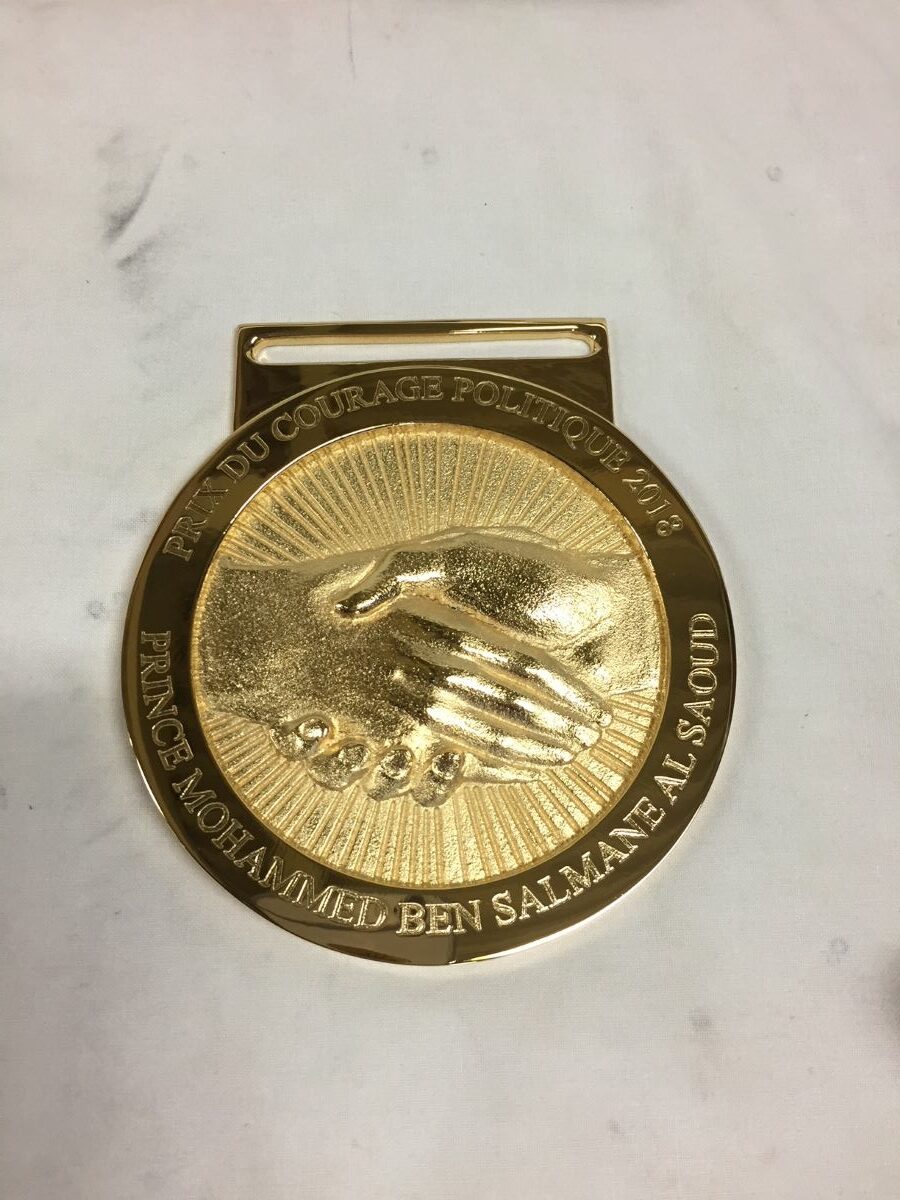 PRIX DU COURAGE POLITIQUE 2018
PRINCE MOHAMMED BEN SALMANE AL SAOUD